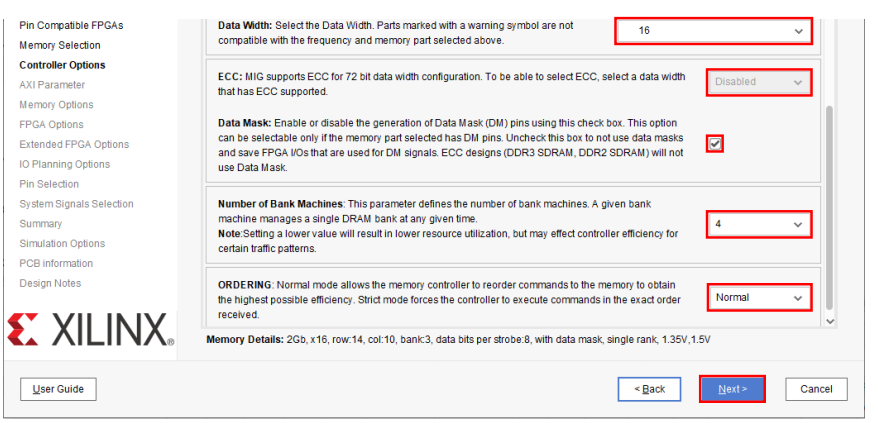 Pin Compatible FPGAs
Memory Selection
Controller Options
AXI Parameter
Memory Options
FPGA Options
Extended FPGA Options
IO Planning Options
Pin Selection
System Signals Selection
Summary
Simulation Options
PCB information
Design Notes
XILINX®
Data Width: Select the Data Width. Parts marked with a warning symbol are not
compatible with the frequency and memory part selected above.
16
ECC: MIG supports ECC for 72 bit data width configuration. To be able to select ECC, select a data width
that has ECC supported.
Disabled
Data Mask: Enable or disable the generation of Data Mask (DM) pins using this check box. This option
can be selectable only if the memory part selected has DM pins. Uncheck this box to not use data masks
and save FPGA I/Os that are used for DM signals. ECC designs (DDR3 SDRAM, DDR2 SDRAM) will not
use Data Mask.
Number of Bank Machines: This parameter defines the number of bank machines. A given bank
machine manages a single DRAM bank at any given time.
Note:Setting a lower value will result in lower resource utilization, but may effect controller efficiency for
certain traffic patterns.
4
ORDERING: Normal mode allows the memory controller to reorder commands to the memory to obtain
the highest possible efficiency. Strict mode forces the controller to execute commands in the exact order
received.
Normal
Memory Details: 2Gb, x16, row:14, col:10, bank:3, data bits per strobe:8, with data mask, single rank, 1.35V,1.5V
User Guide
< Back
Next >
Cancel